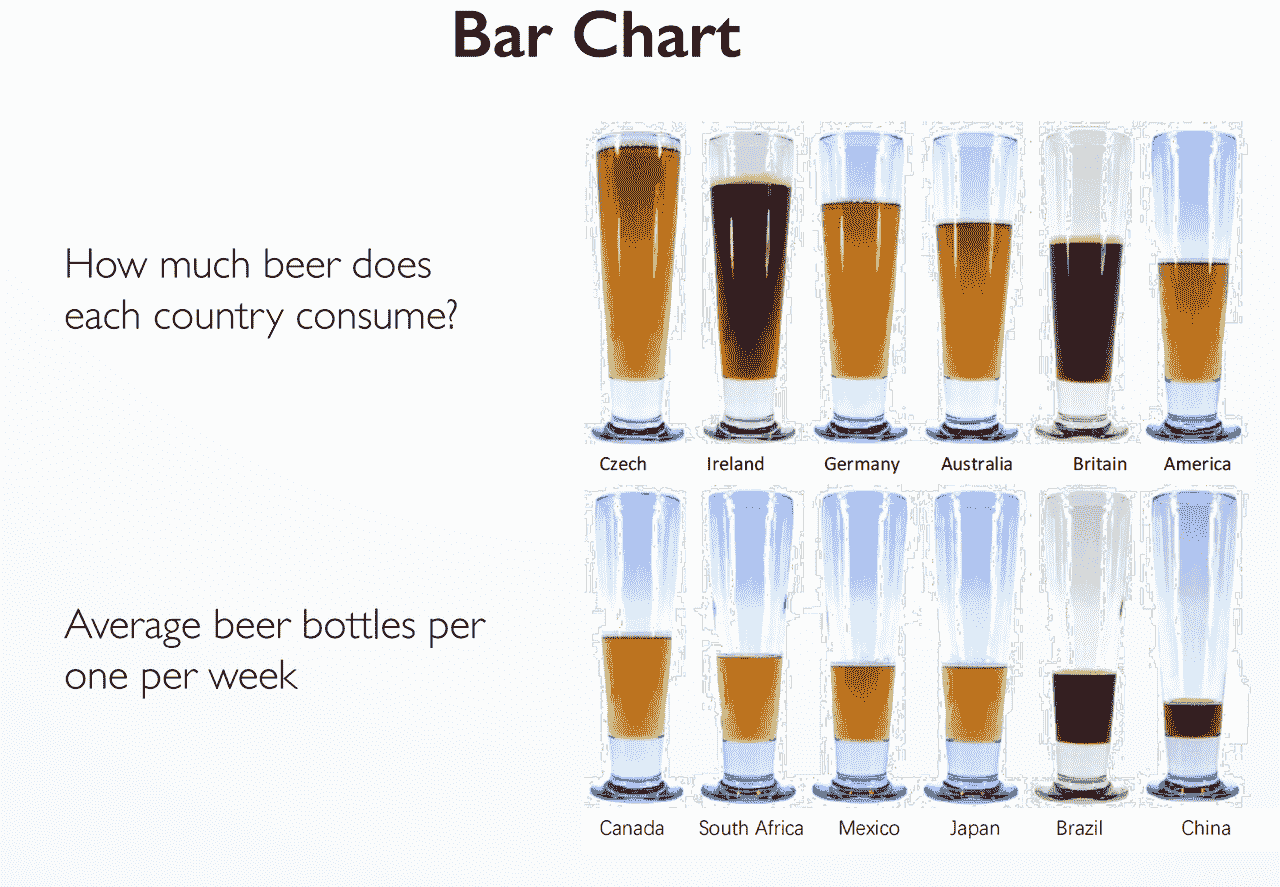 Bar Chart
How much beer does
each country consume?
Czech Ireland Germany Australia Britain America
Average beer bottles per
one per week
Canada South Africa Mexico Japan Brazil China